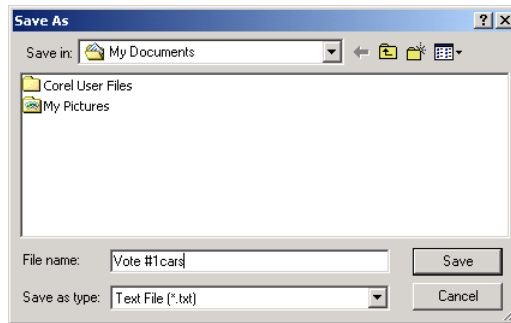 Save As
Save in: My Documents
Corel User Files
My Pictures
File name: Vote #1cars Save
Save as type: Text File (*.txt) Cancel